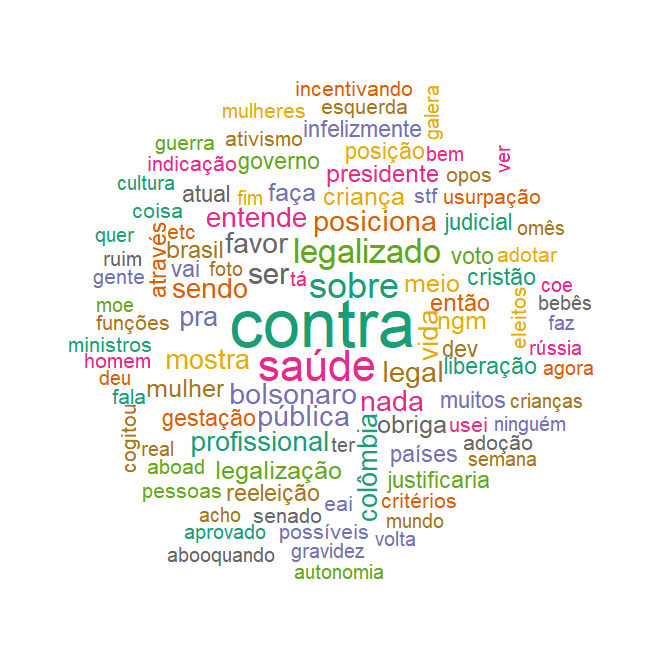 incentivando
galera
mulheres
esquerda
infelizmente
guerra
ativismo
posição
bem
ver
indicação
governo
presidente
opos
cultura
atual
fim
faça
criança
stf
usurpação
coisa
entende
posiciona
judicial
omês
quer
através
etc
brasil
favor
legalizado
voto
adotar
ruim
gente
vai
foto
ser
tá
sobre
meio
cristão
coe
sendo
então
eleitos
bebês
moe
funções
pra
contra
vida
ngm
faz
ministros
homem
mostra
saúde
legal
dev
liberação
rússia
agora
deu
fala
mulher
bolsonaro
nada
muitos
crianças
cogitou
gestação
pública
colômbia
obriga
usei
ninguém
real
profissional
ter
países
adoção
semana
aboad
legalização
justificaria
pessoas
reeleição
eai
critérios
acho
senado
mundo
aprovado
possíveis
volta
abooquando
gravidez
autonomia